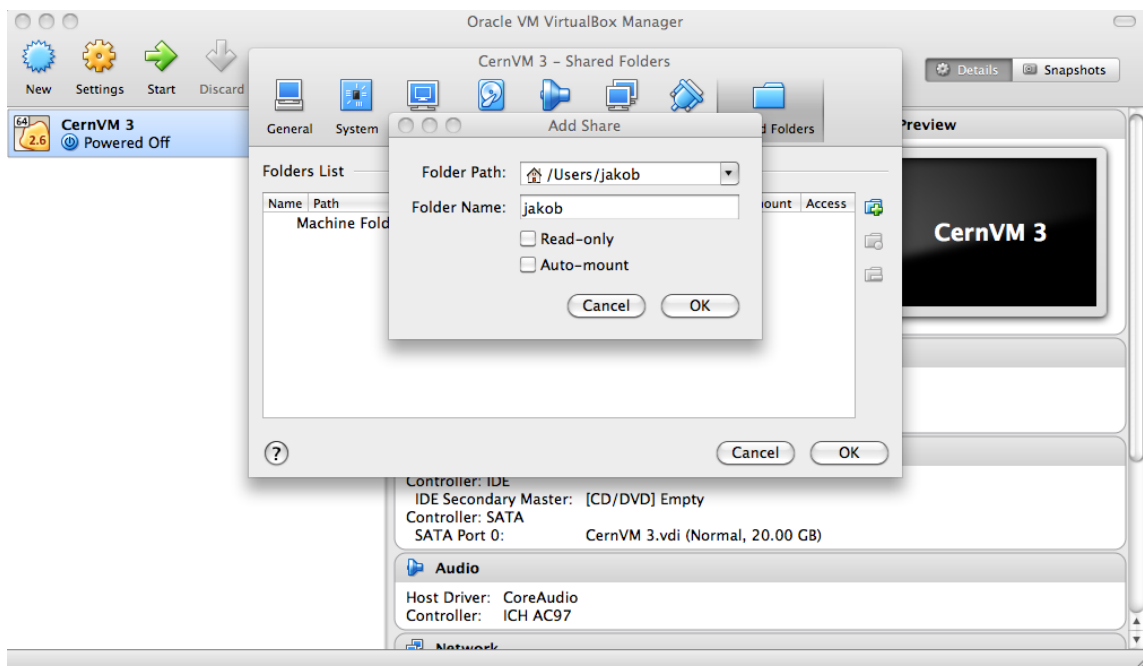 Oracle VM VirtualBox Manager
New
Settings
Start
Discard
Details
Snapshots
64
2.6
CernVM 3
Powered Off
CernVM 3 – Shared Folders
General
System
d Folders
Folders List
Name
Path
ount
Access
Machine Fold
Add Share
Folder Path:
/Users/jakob
Folder Name:
jakob
Read-only
Auto-mount
Cancel
OK
?
Cancel
OK
Preview
CernVM 3
Controller: IDE
IDE Secondary Master: [CD/DVD] Empty
Controller: SATA
SATA Port 0: CernVM 3.vdi (Normal, 20.00 GB)
Audio
Host Driver: CoreAudio
Controller: ICH AC97
Network